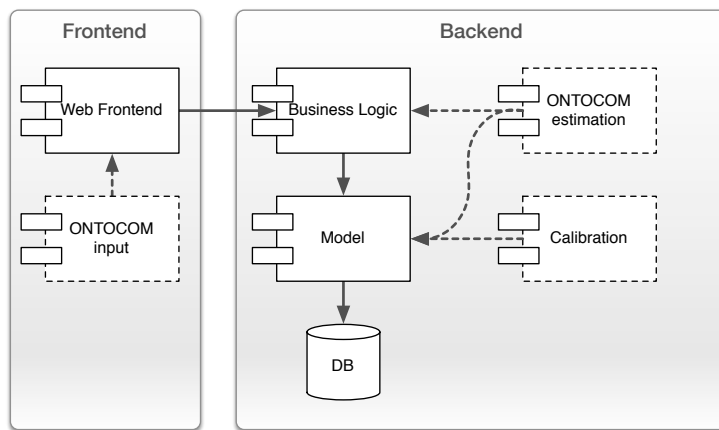 Frontend
Backend
Web Frontend
Business Logic
ONTOCOM
estimation
ONTOCOM
input
Model
Calibration
DB